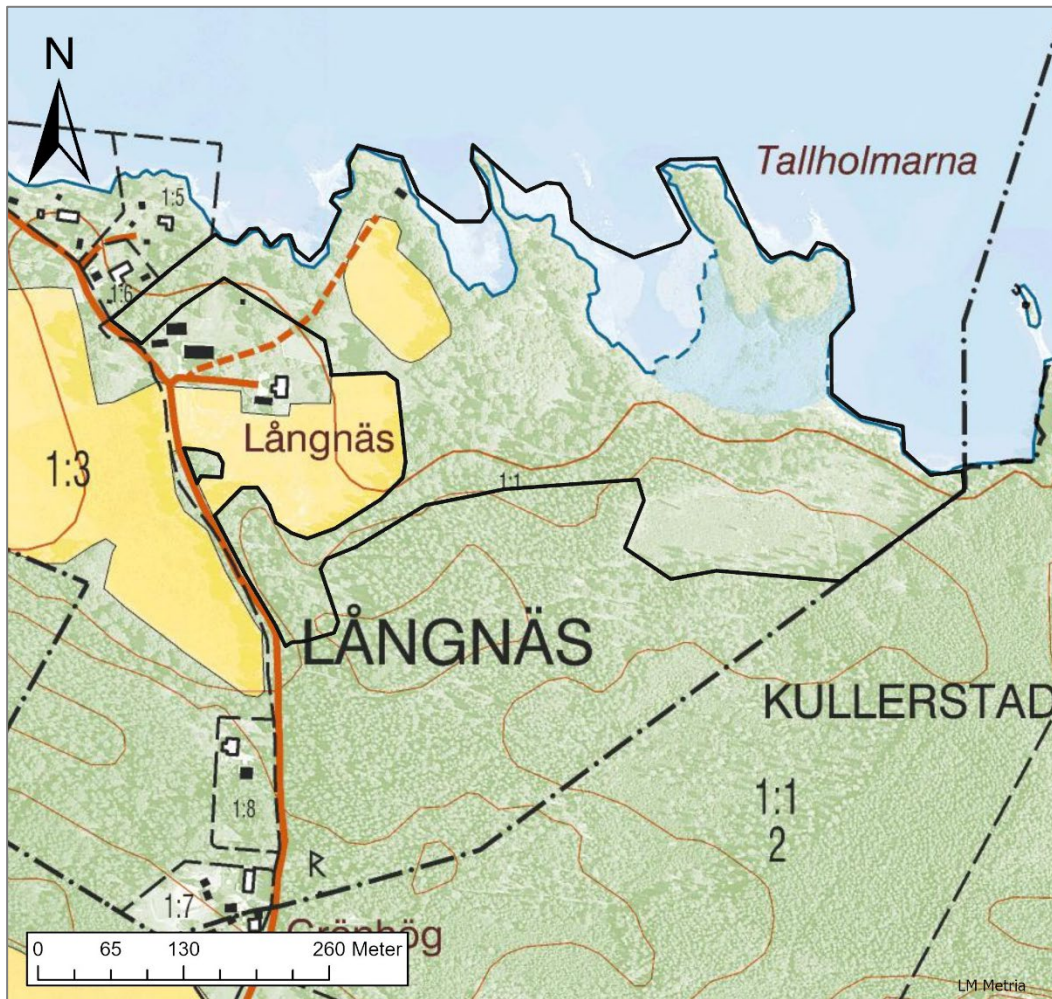 N
Tallholmarna
1:5
1:6
Långnäs
1:3
1:1
LÅNGNÄS
KULLERSTAD
1:1
2
1:8
R
1:7
Grönhög
0 65 130 260 Meter
LM Metria